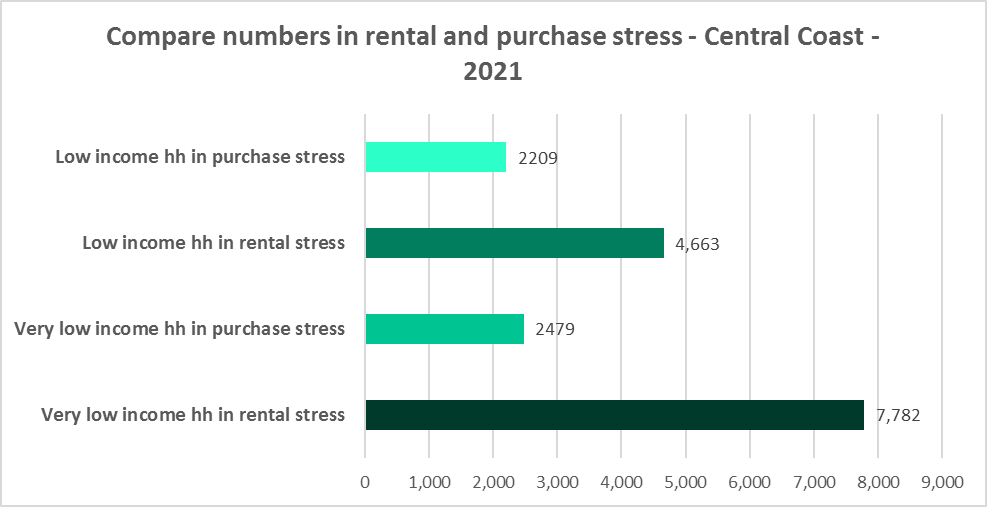 Compare numbers in rental and purchase stress - Central Coast -
2021
Low income hh in purchase stress
2209
Low income hh in rental stress
4,663
Very low income hh in purchase stress
2479
Very low income hh in rental stress
7,782
0 1,000 2,000 3,000 4,000 5,000 6,000 7,000 8,000 9,000